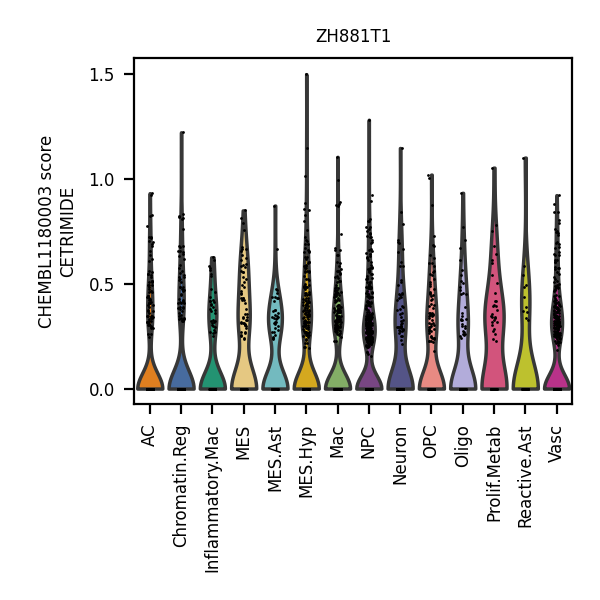 ZH881T1
CHEMBL1180003 score
CETRIMIDE
1.5
1.0
0.5
0.0
AC
Chromatin.Reg
Inflammatory.Mac
MES
MES.Ast
MES.Hyp
Mac
NPC
Neuron
OPC
Oligo
Prolif.Metab
Reactive.Ast
Vasc